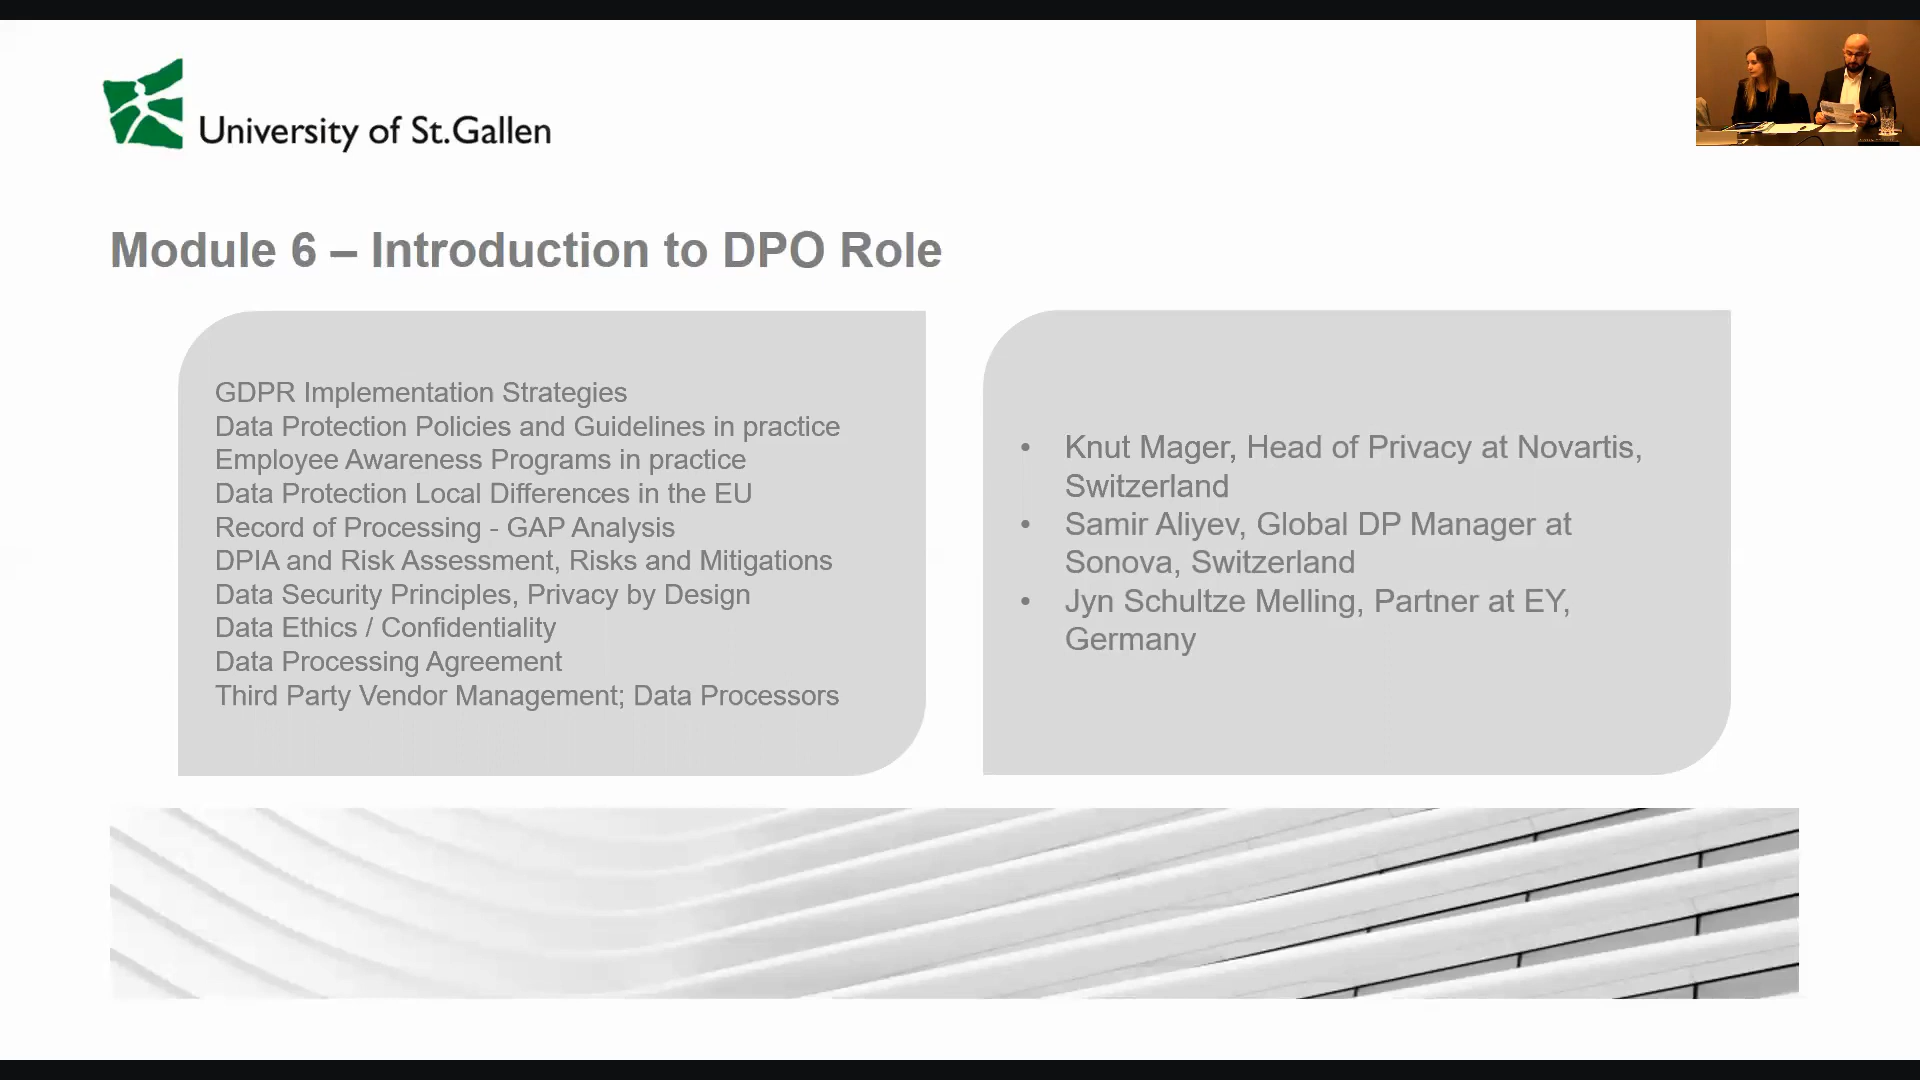 University of St.Gallen
Module 6 – Introduction to DPO Role
GDPR Implementation Strategies
Data Protection Policies and Guidelines in practice
Employee Awareness Programs in practice
Data Protection Local Differences in the EU
Record of Processing - GAP Analysis
DPIA and Risk Assessment, Risks and Mitigations
Data Security Principles, Privacy by Design
Data Ethics / Confidentiality
Data Processing Agreement
Third Party Vendor Management; Data Processors
• Knut Mager, Head of Privacy at Novartis,
Switzerland
• Samir Aliyev, Global DP Manager at
Sonova, Switzerland
• Jyn Schultze Melling, Partner at EY,
Germany